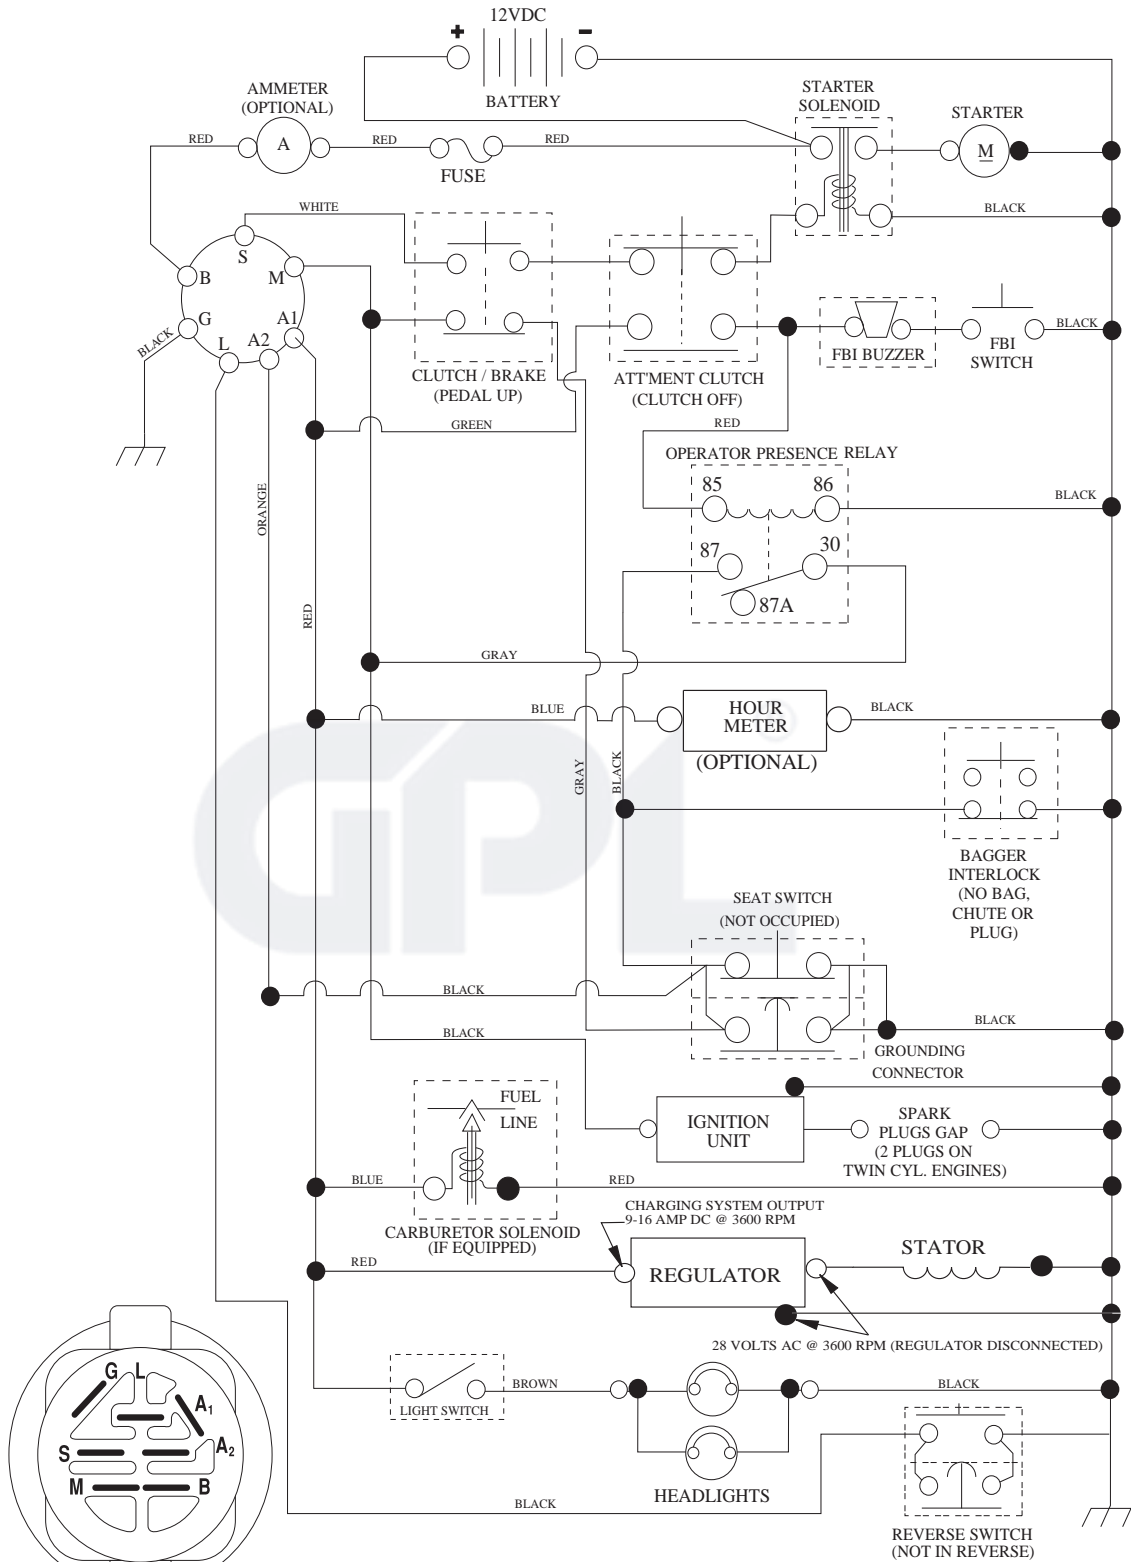 12VDC
+
-
BATTERY
AMMETER
(OPTIONAL)
STARTER
SOLENOID
STARTER
RED
A
RED
RED
FUSE
M
WHITE
BLACK
S
B
M
G
A1
A2
L
BLACK
CLUTCH / BRAKE
(PEDAL UP)
ATT'MENT CLUTCH
(CLUTCH OFF)
FBI BUZZER
FBI
SWITCH
BLACK
GREEN
RED
OPERATOR PRESENCE RELAY
85
86
BLACK
ORANGE
87
30
87A
RED
GRAY
BLUE
HOUR
METER
BLACK
(OPTIONAL)
GRAY
BLACK
BAGGER
INTERLOCK
(NO BAG,
CHUTE OR
PLUG)
SEAT SWITCH
(NOT OCCUPIED)
GPL
BLACK
BLACK
BLACK
GROUNDING
CONNECTOR
FUEL
LINE
IGNITION
UNIT
SPARK
PLUGS GAP
(2 PLUGS ON
TWIN CYL. ENGINES)
BLUE
RED
CARBURETOR SOLENOID
(IF EQUIPPED)
CHARGING SYSTEM OUTPUT
9-16 AMP DC @ 3600 RPM
RED
REGULATOR
STATOR
28 VOLTS AC @ 3600 RPM (REGULATOR DISCONNECTED)
LIGHT SWITCH
BROWN
BLACK
HEADLIGHTS
G
L
A1
A2
S
M
B
BLACK
REVERSE SWITCH
(NOT IN REVERSE)